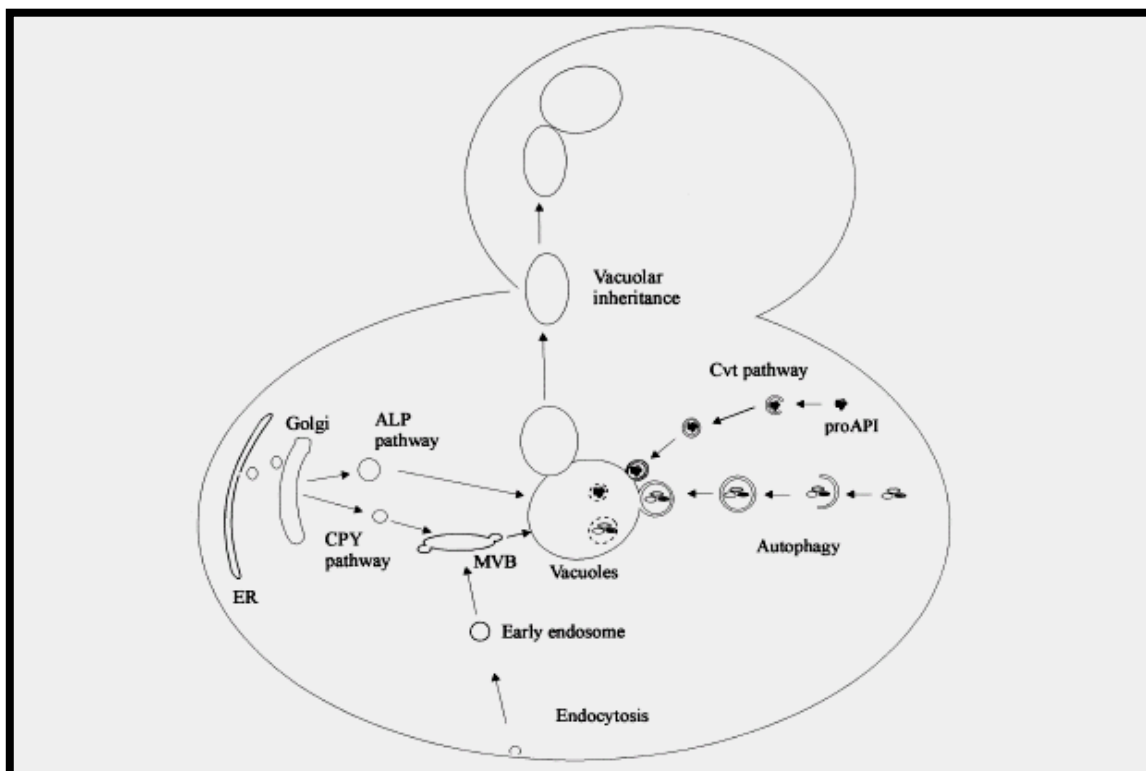 Vacuolar
inheritance
Cvt pathway
proAPI
Golgi
ALP
pathway
CPY
pathway
MVB
Vacuoles
Autophagy
ER
Early endosome
Endocytosis